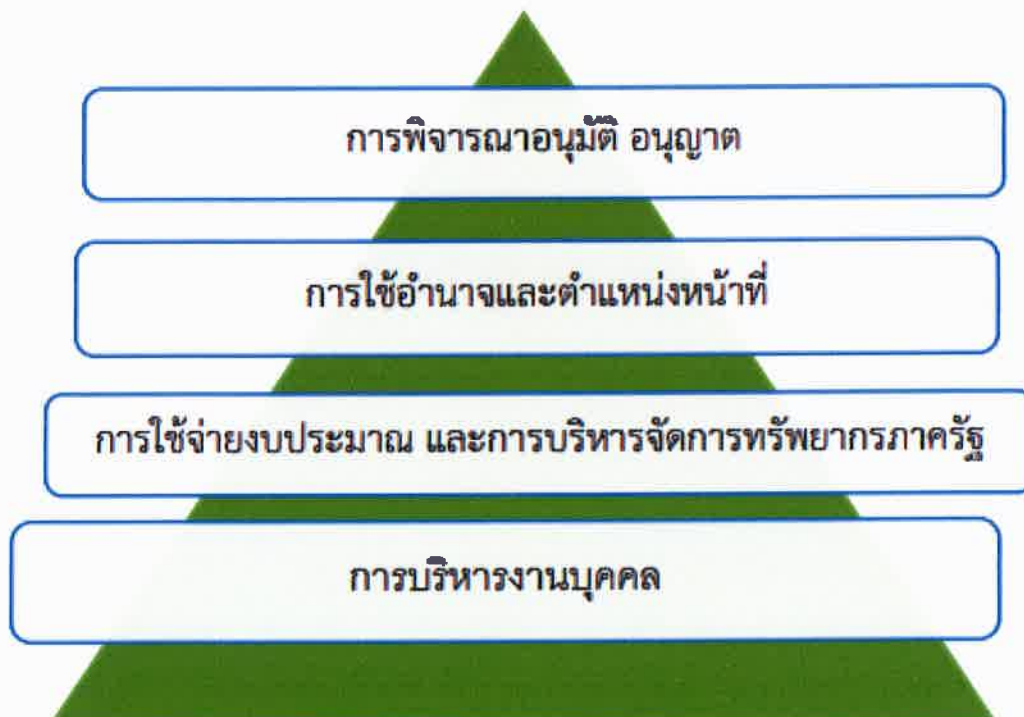 การพิจารณาอนุมัติ อนุญาต
การใช้อำนาจและตำแหน่งหน้าที่
การใช้จ่ายงบประมาณ และการบริหารจัดการทรัพยากรภาครัฐ
การบริหารงานบุคคล